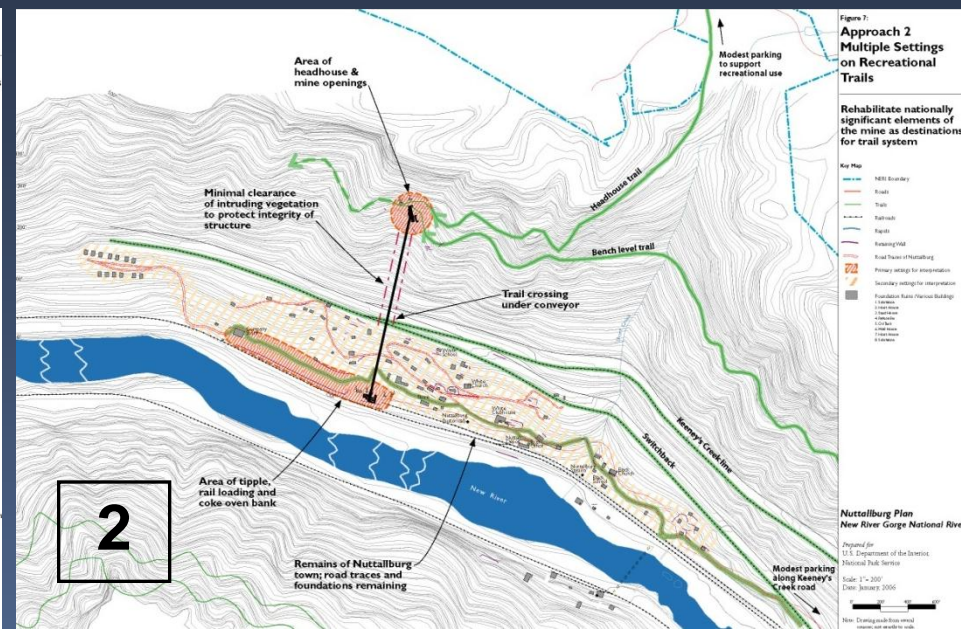 Figure 7:
Approach 2
Multiple Settings
on Recreational
Trails
Rehabilitate nationally
significant elements of
the mine as destinations
for trail system
Key Map
NERI Boundary
Roads
Trails
Railroads
Rapids
Retaining Wall
Road Traces of Nuttallburg
Primary settings for interpretation
Secondary settings for interpretation
Foundation Ruins /Various Buildings
Modest parking
to support
recreational use
Area of
headhouse &
mine openings
Headhouse trail
Minimal clearance
of intruding vegetation
to protect integrity of
structure
Bench level trail
Trail crossing
under conveyor
Keeney's Creek line
Switchback
New River
Area of tipple,
rail loading and
coke oven bank
Remains of Nuttallburg
town; road traces and
foundations remaining
2
Modest parking
along Keeney's
Creek road
Nuttallburg Plan
New River Gorge National River
Prepared for
U.S. Department of the Interior,
National Park Service
Scale: 1"= 200'
Date: January, 2006